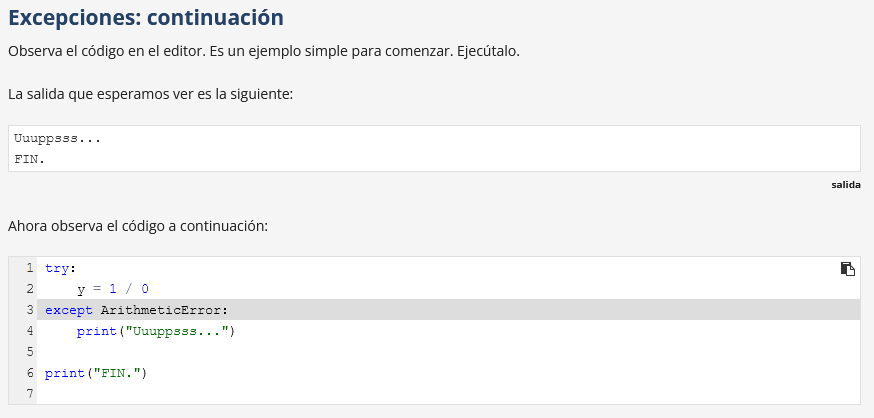 Excepciones: continuación
Observa el código en el editor. Es un ejemplo simple para comenzar. Ejecútalo.
La salida que esperamos ver es la siguiente:
Uuuppsss...
FIN.
salida
Ahora observa el código a continuación:
1 try:
2     y = 1 / 0
3 except ArithmeticError:
4     print("Uuuppsss...")
5
6 print("FIN.")
7